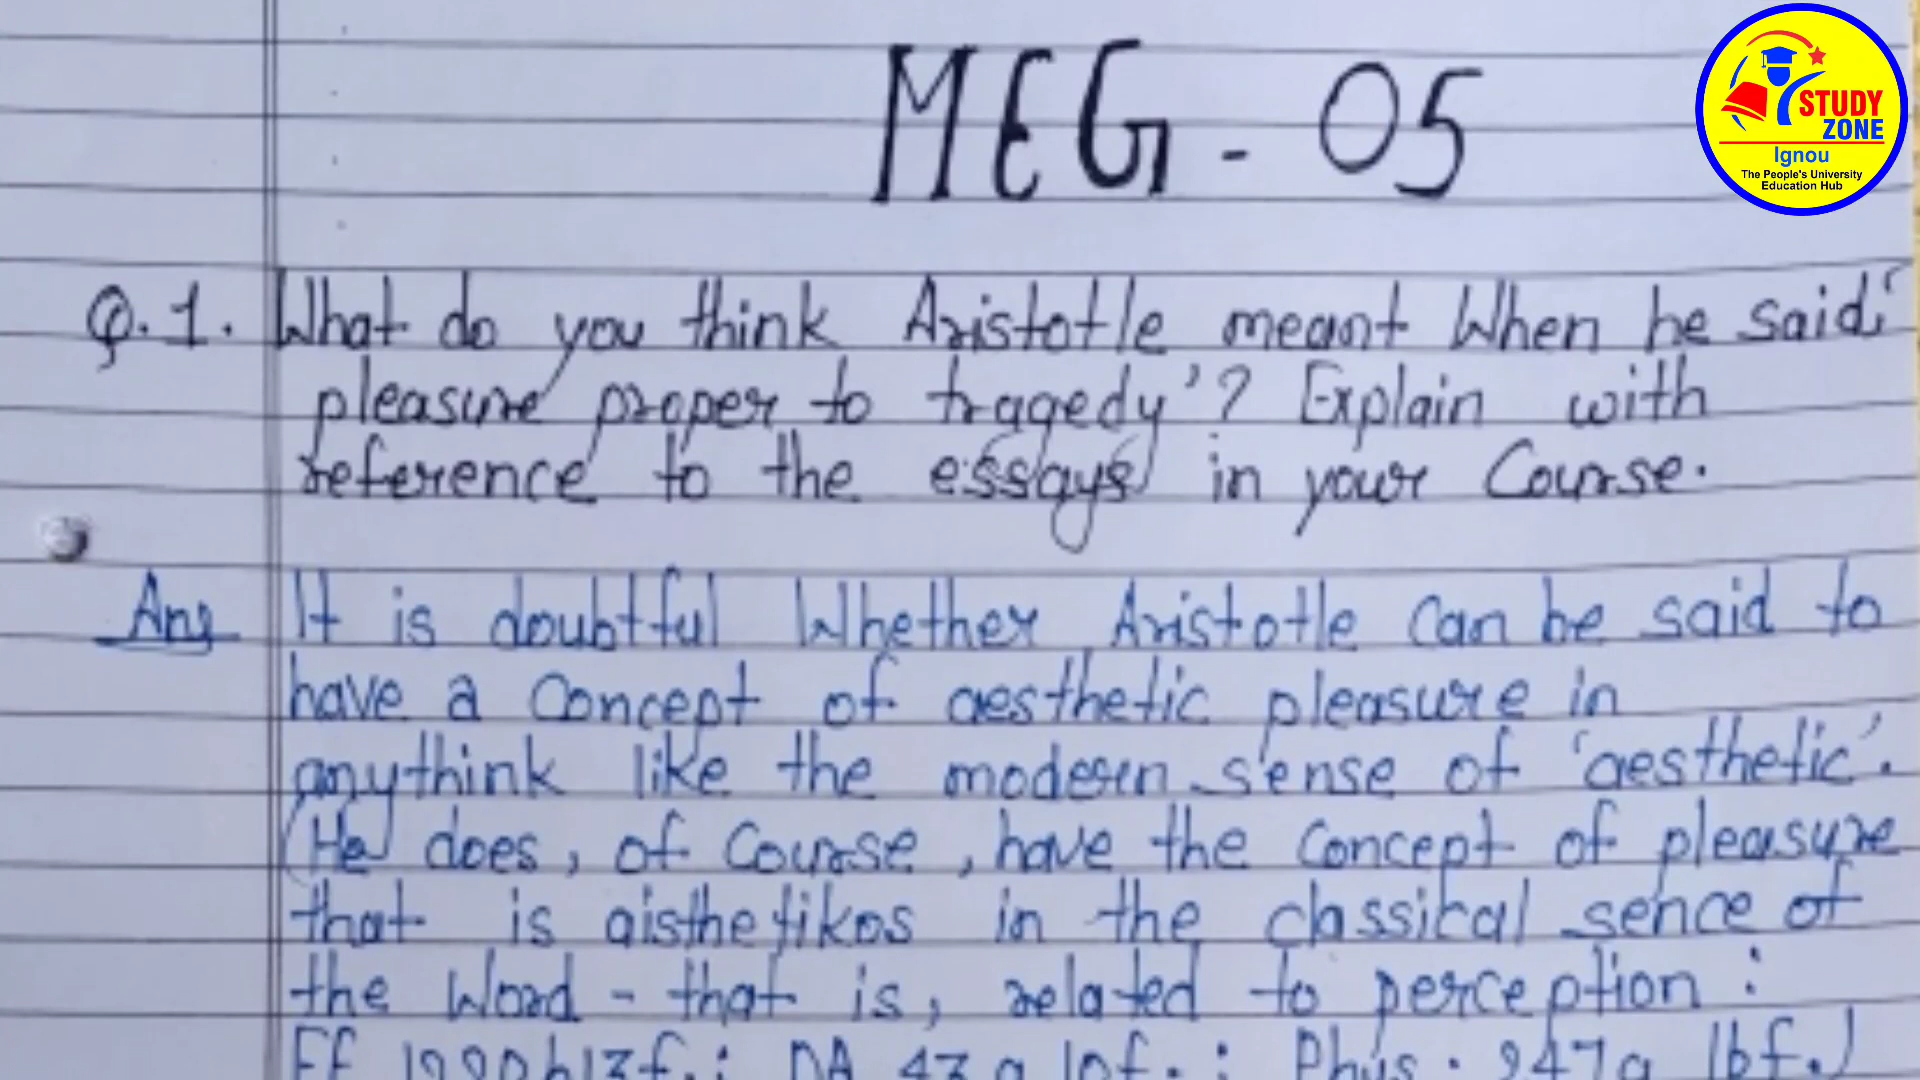 MEG - 05
STUDY
ZONE
Ignou
The People's University
Education Hub
Q.1. What do you think Aristotle meant When he said '
pleasure proper to tragedy'? Explain with
reference to the essays in your Course.
Ans It is doubtful Whether Aristotle Can be said to
have a Concept of aesthetic pleasure in
anythink like the modern sense of 'aesthetic'.
(He does, of Course, have the Concept of pleasure
that is aisthetikos in the classical sence of
the Word - that is, related to perception :